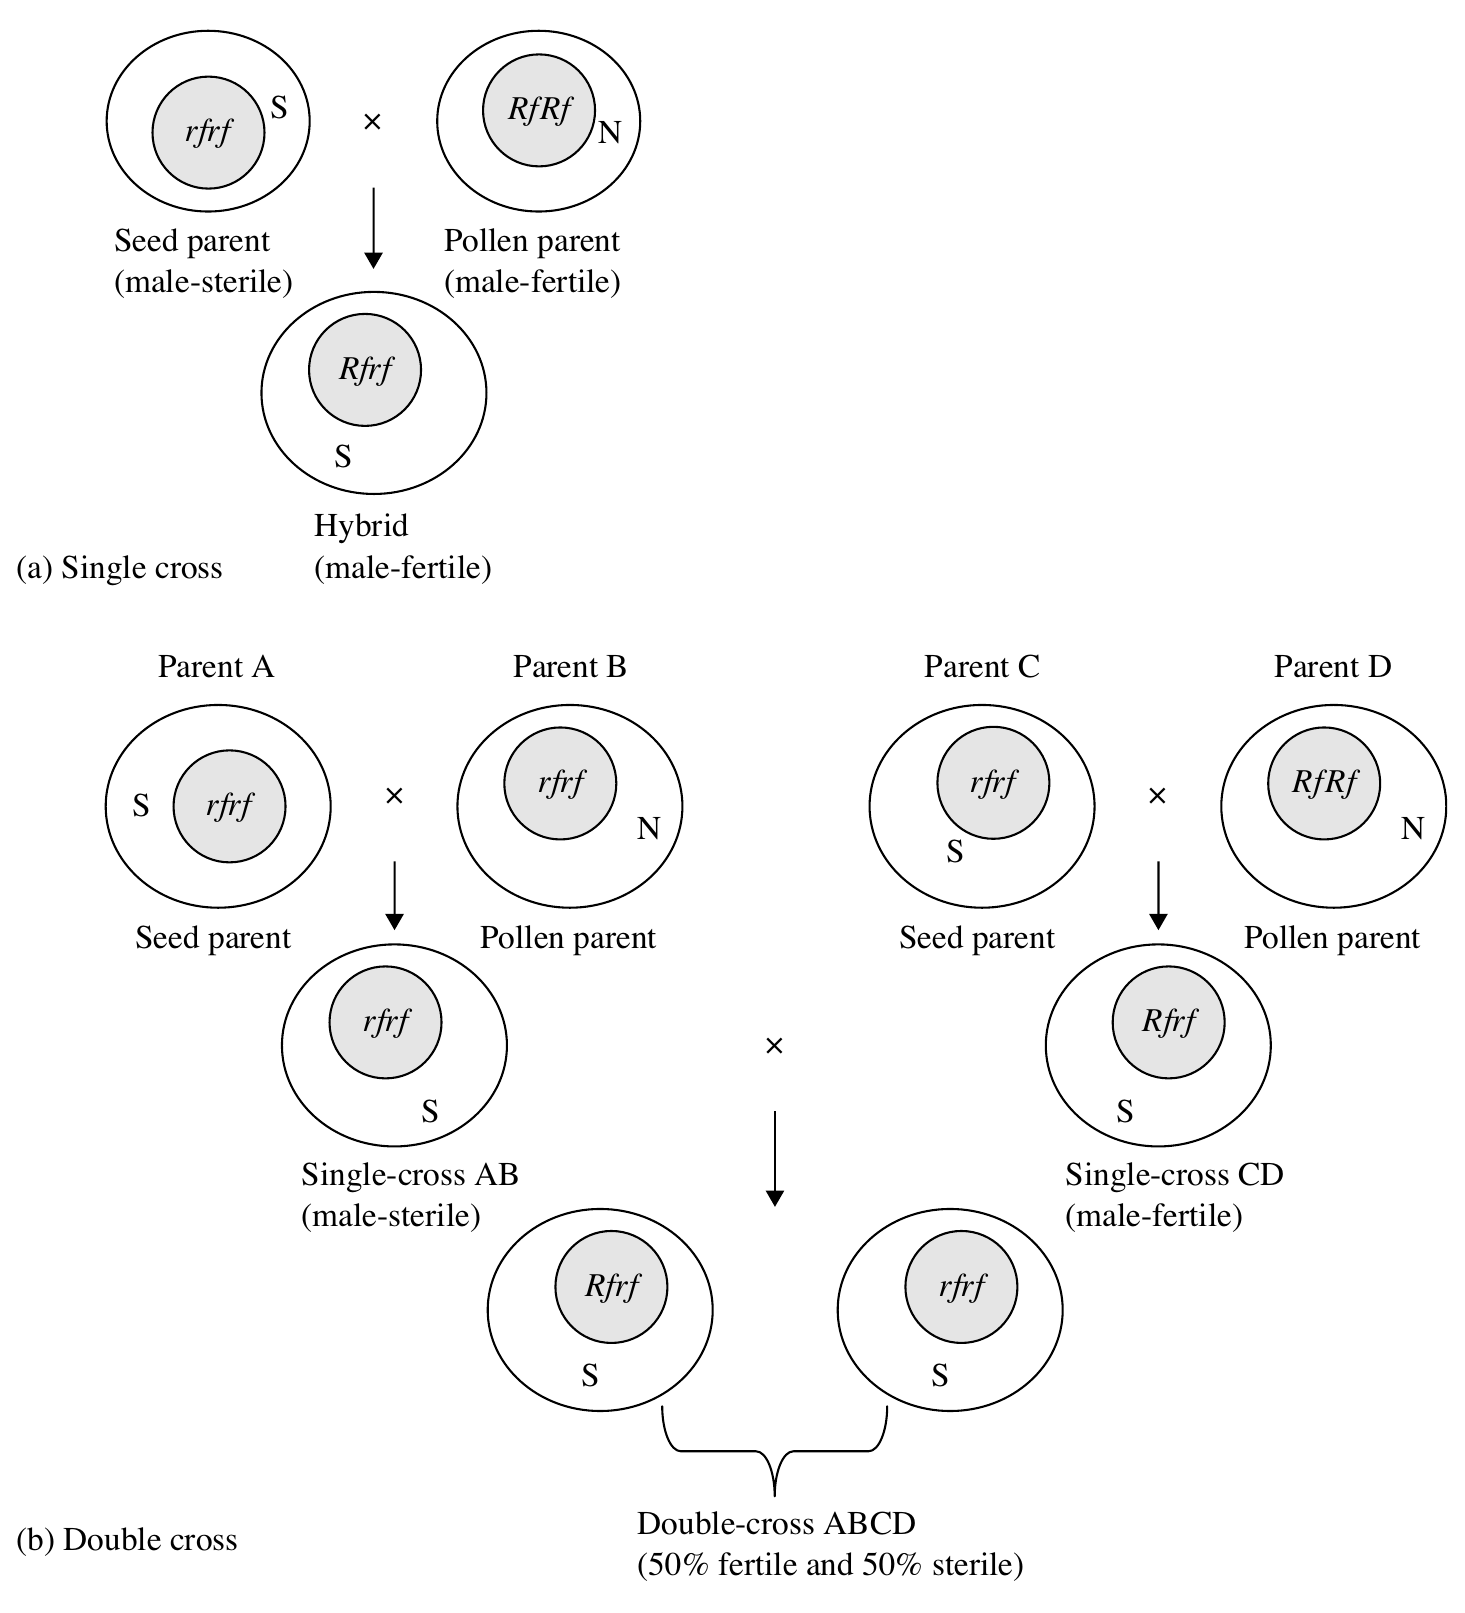 rfrf S × RfRf N
Seed parent
(male-sterile)
Pollen parent
(male-fertile)
Rfrf
S
Hybrid
(male-fertile)
(a) Single cross
Parent A Parent B Parent C Parent D
S rfrf × rfrf N rfrf S × RfRf N
Seed parent Pollen parent Seed parent Pollen parent
rfrf × Rfrf
S S
Single-cross AB
(male-sterile)
Single-cross CD
(male-fertile)
Rfrf rfrf
S S
Double-cross ABCD
(50% fertile and 50% sterile)
(b) Double cross